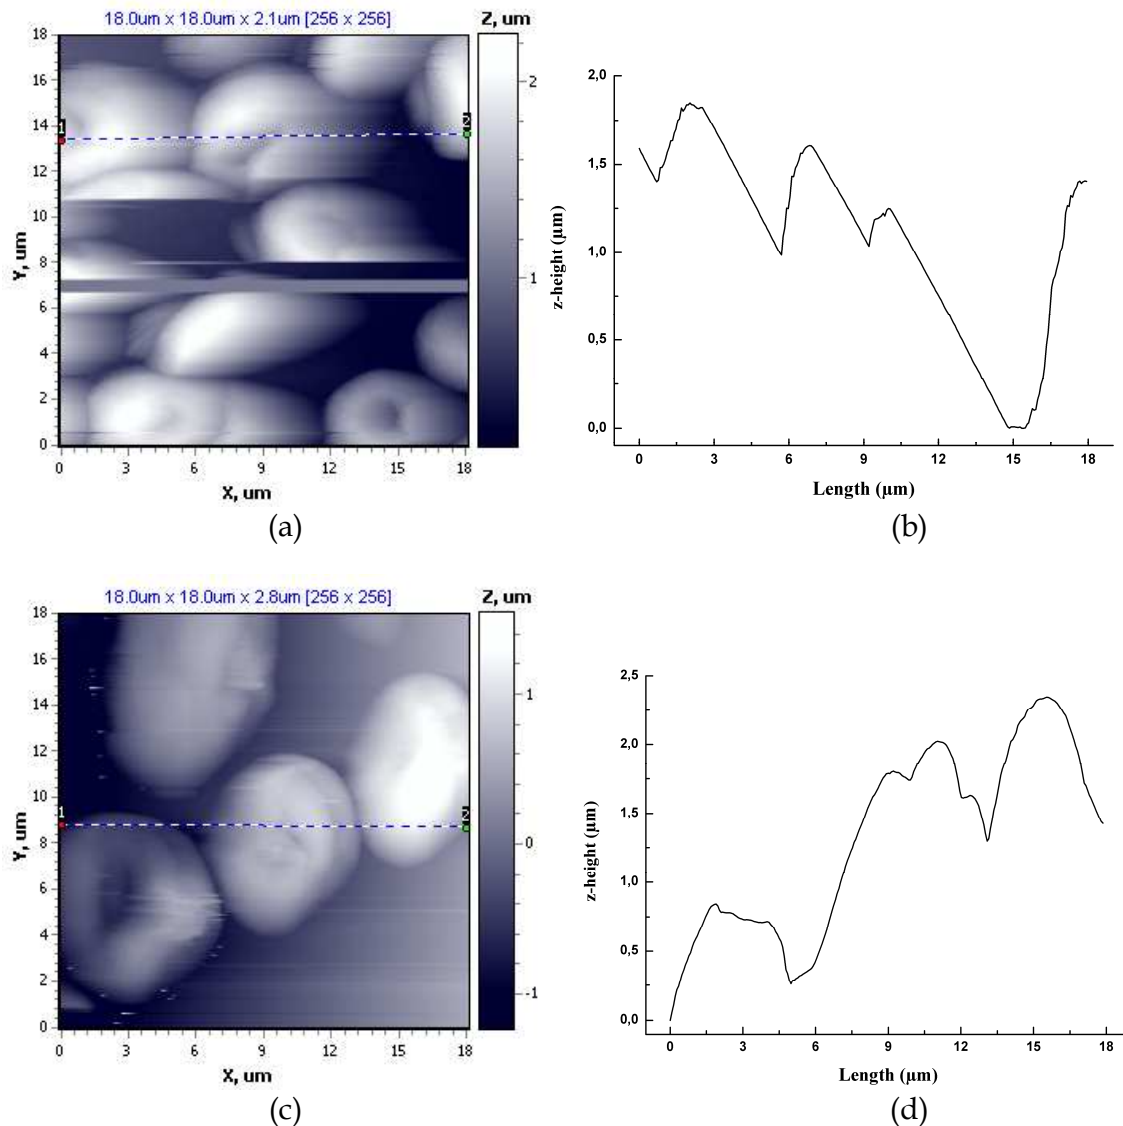 18.0um x 18.0um x 2.1um [256 x 256]
Z, um
18
16
14
12
10
8
6
4
2
0
Y, um
1
2
0 3 6 9 12 15 18
X, um
2
1
(a)
2,0
1,5
1,0
0,5
0,0
z-height (µm)
0 3 6 9 12 15 18
Length (µm)
(b)
18.0um x 18.0um x 2.8um [256 x 256]
Z, um
18
16
14
12
10
8
6
4
2
0
Y, um
1
2
0 3 6 9 12 15 18
X, um
1
0
-1
(c)
2,5
2,0
1,5
1,0
0,5
0,0
z-height (µm)
0 3 6 9 12 15 18
Length (µm)
(d)